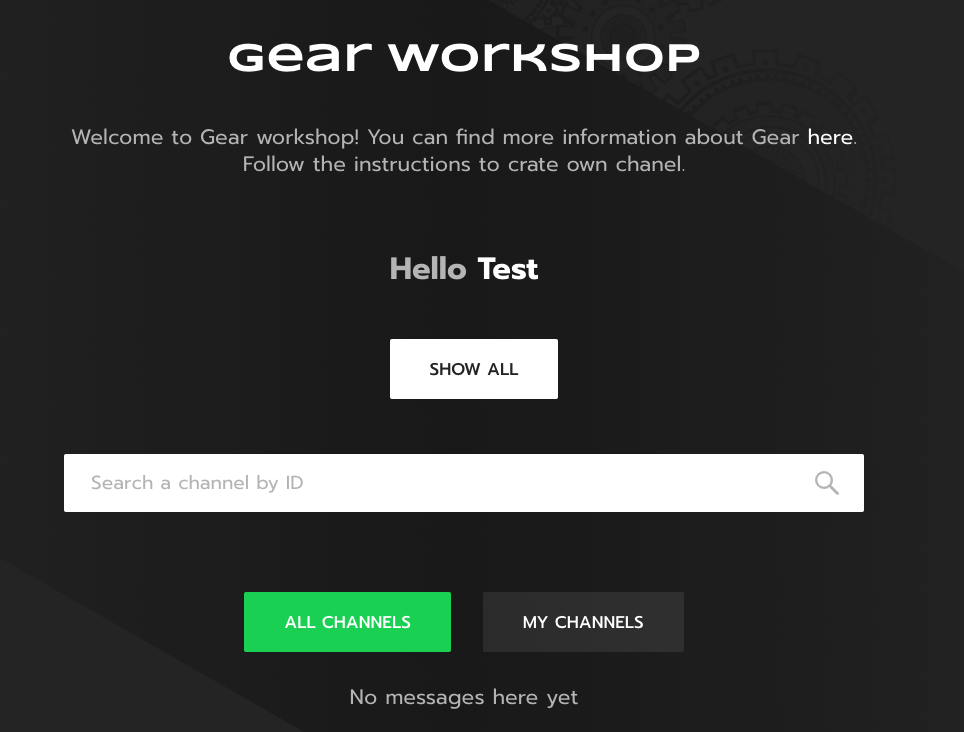 Gear WORKSHOP
Welcome to Gear workshop! You can find more information about Gear here.
Follow the instructions to crate own chanel.
Hello Test
SHOW ALL
Search a channel by ID
ALL CHANNELS
MY CHANNELS
No messages here yet